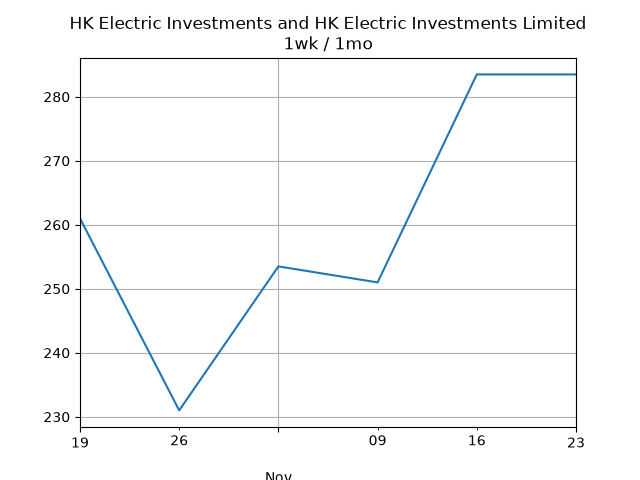 HK Electric Investments and HK Electric Investments Limited
1wk / 1mo
280
270
260
250
240
230
19 26 09 16 23
Nov